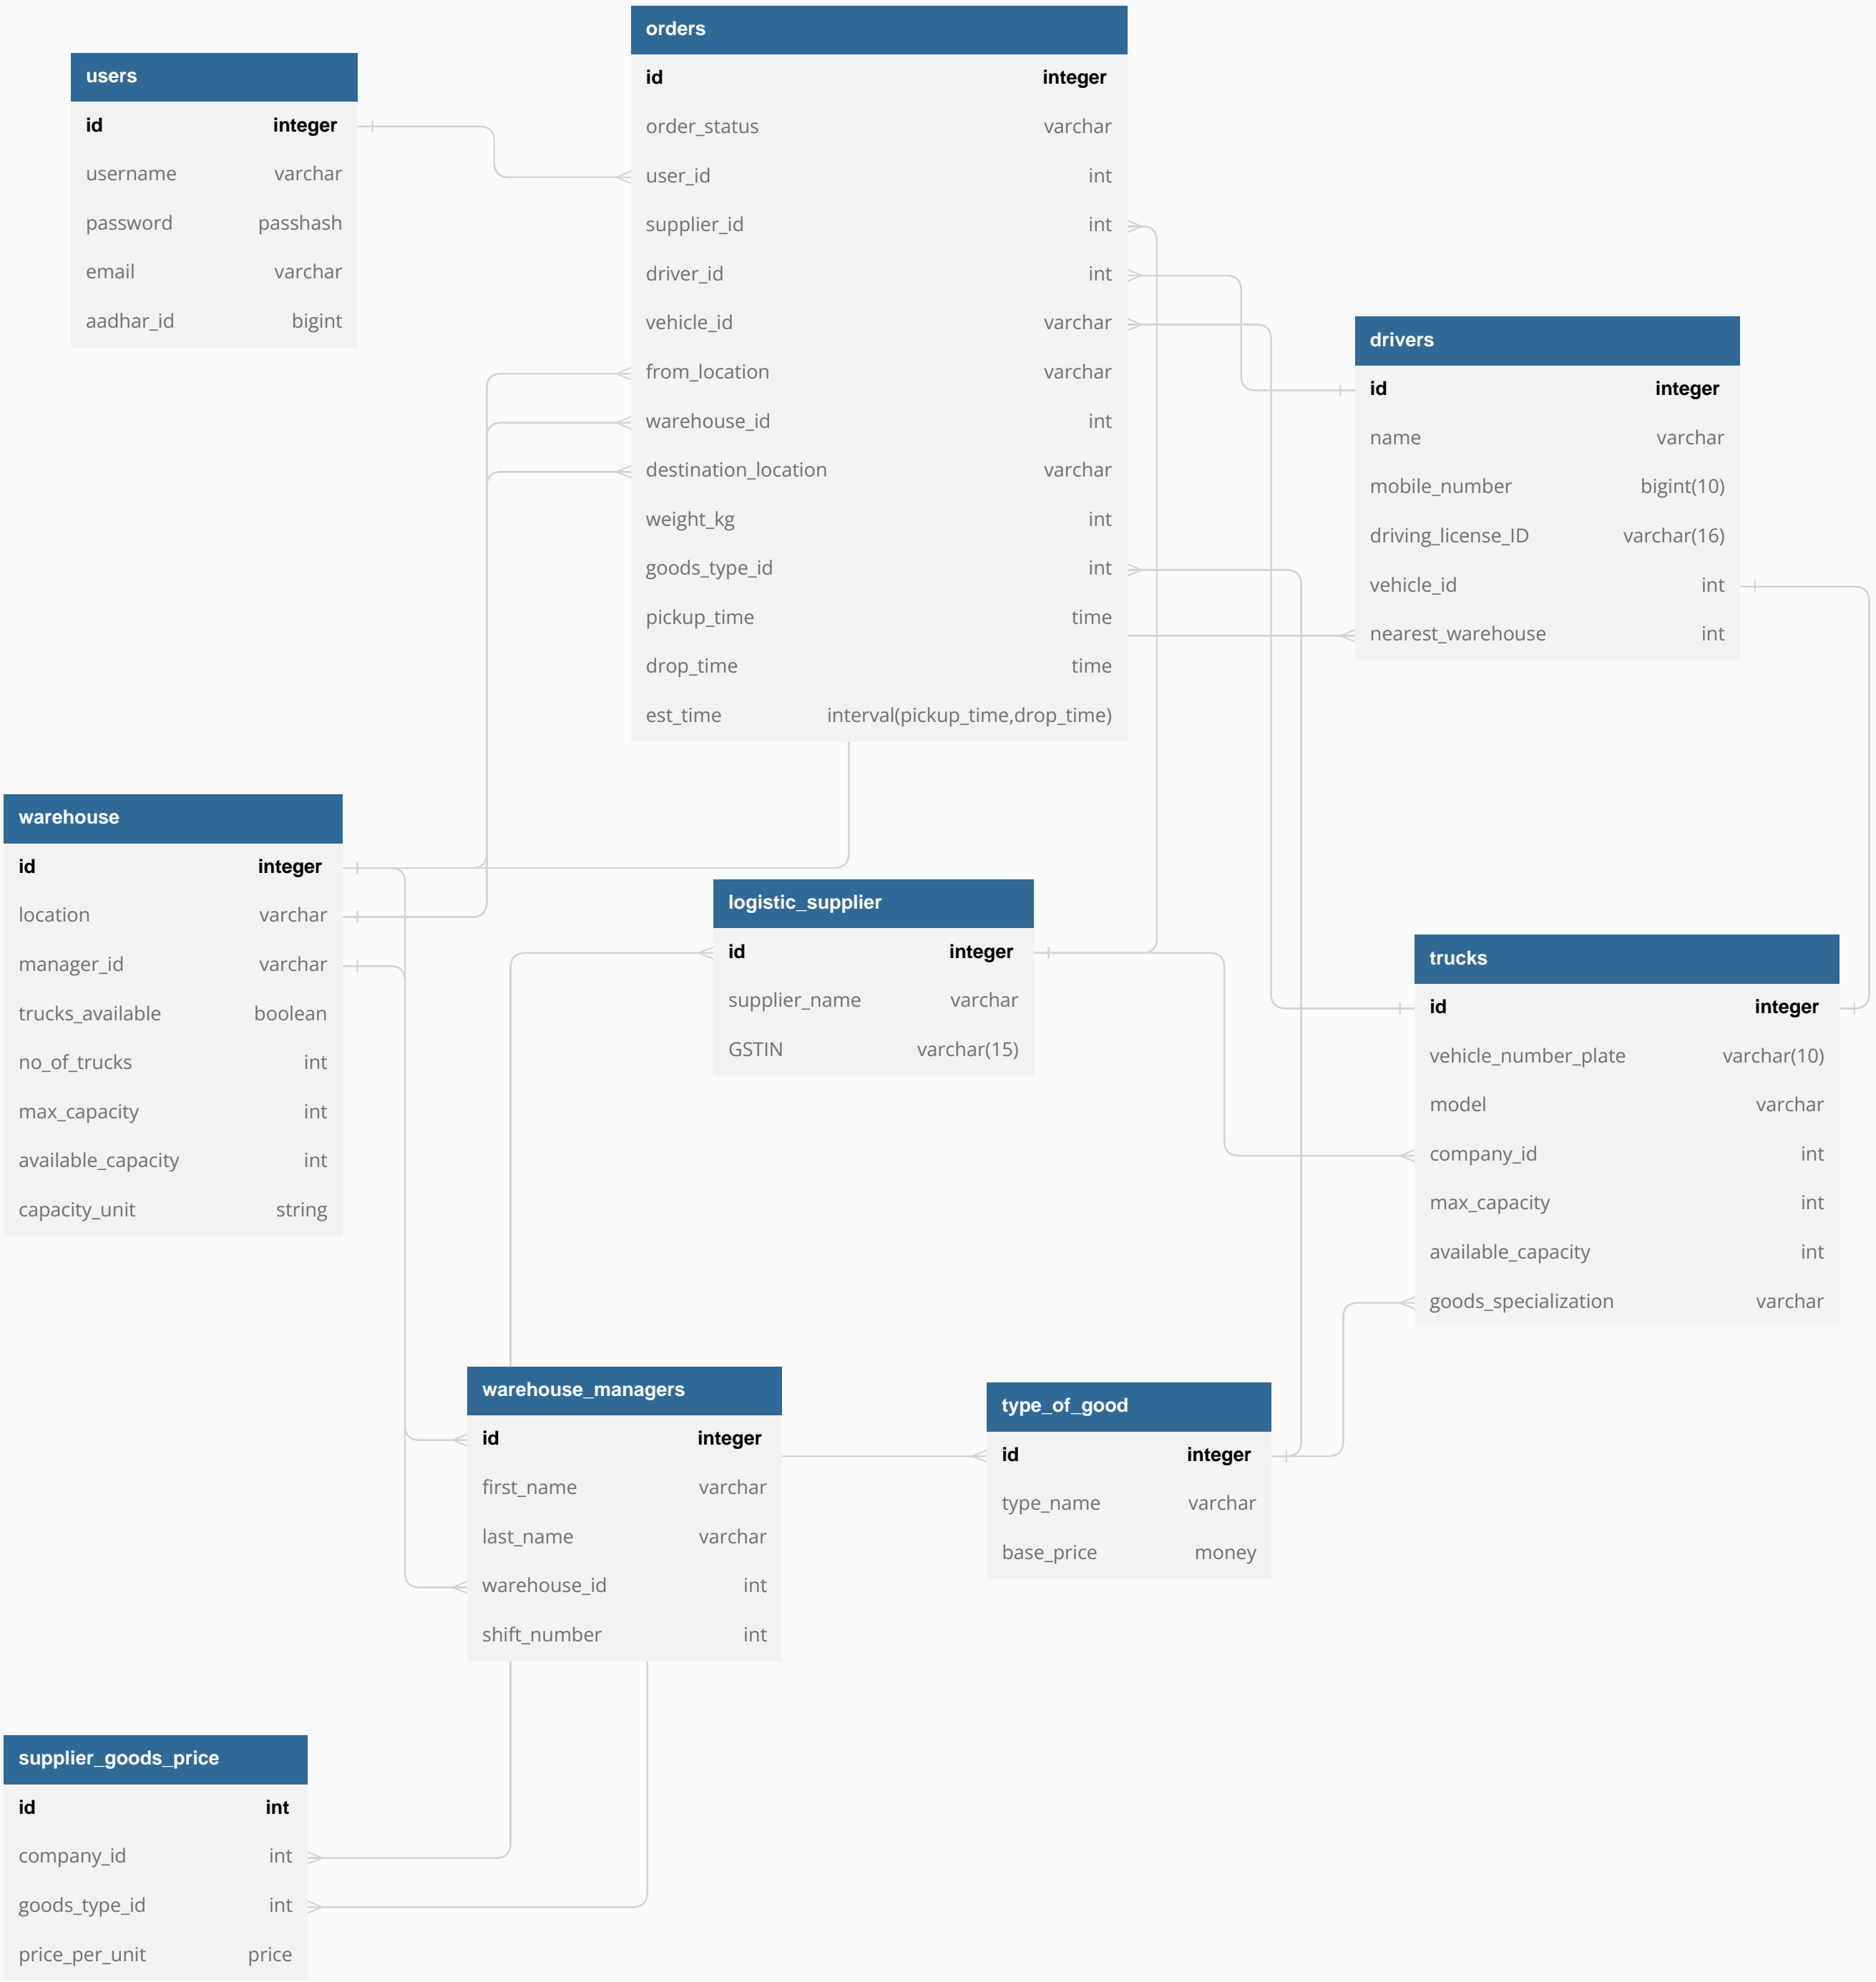 orders
id integer
order_status varchar
user_id int
supplier_id int
driver_id int
vehicle_id varchar
from_location varchar
warehouse_id int
destination_location varchar
weight_kg int
goods_type_id int
pickup_time time
drop_time time
est_time interval(pickup_time,drop_time)
users
id integer
username varchar
password passhash
email varchar
aadhar_id bigint
drivers
id integer
name varchar
mobile_number bigint(10)
driving_license_ID varchar(16)
vehicle_id int
nearest_warehouse int
warehouse
id integer
location varchar
manager_id varchar
trucks_available boolean
no_of_trucks int
max_capacity int
available_capacity int
capacity_unit string
logistic_supplier
id integer
supplier_name varchar
GSTIN varchar(15)
trucks
id integer
vehicle_number_plate varchar(10)
model varchar
company_id int
max_capacity int
available_capacity int
goods_specialization varchar
warehouse_managers
id integer
first_name varchar
last_name varchar
warehouse_id int
shift_number int
type_of_good
id integer
type_name varchar
base_price money
supplier_goods_price
id int
company_id int
goods_type_id int
price_per_unit price